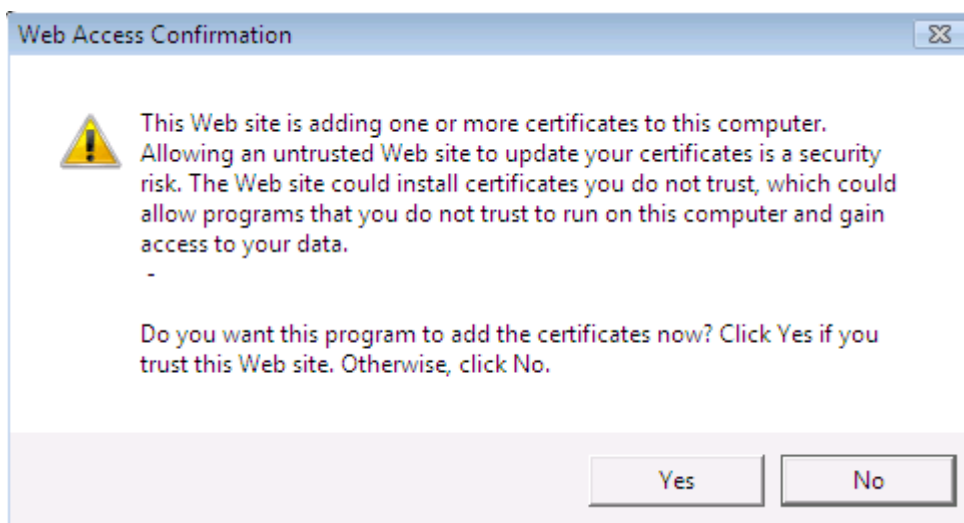 Web Access Confirmation
This Web site is adding one or more certificates to this computer.
Allowing an untrusted Web site to update your certificates is a security
risk. The Web site could install certificates you do not trust, which could
allow programs that you do not trust to run on this computer and gain
access to your data.
-
Do you want this program to add the certificates now? Click Yes if you
trust this Web site. Otherwise, click No.
Yes
No